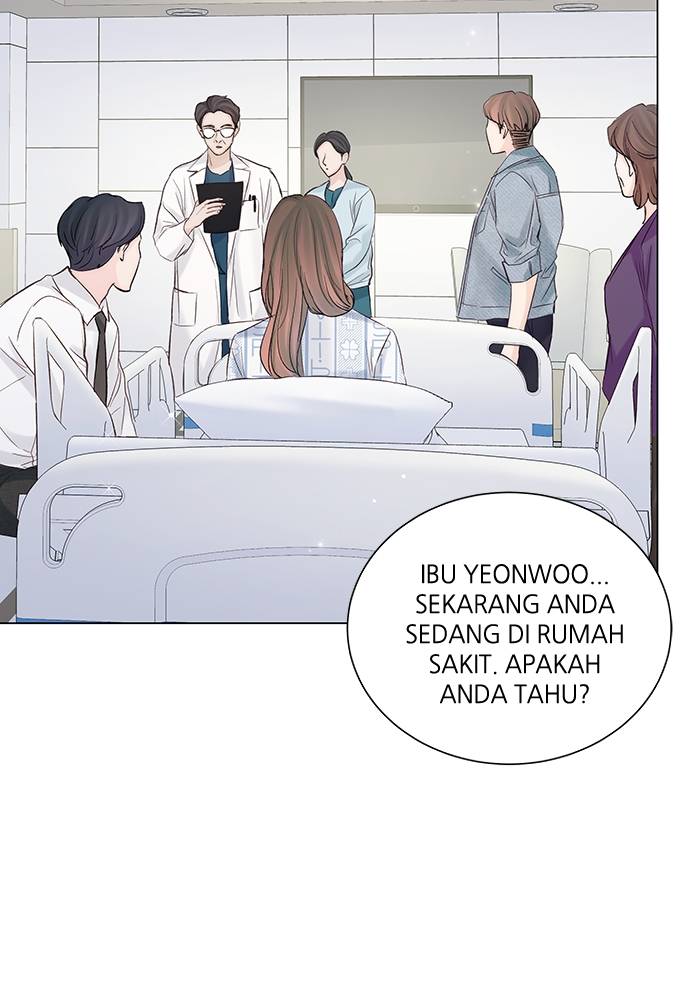 IBU YEONWOO...
SEKARANG ANDA
SEDANG DI RUMAH
SAKIT. APAKAH
ANDA TAHU?